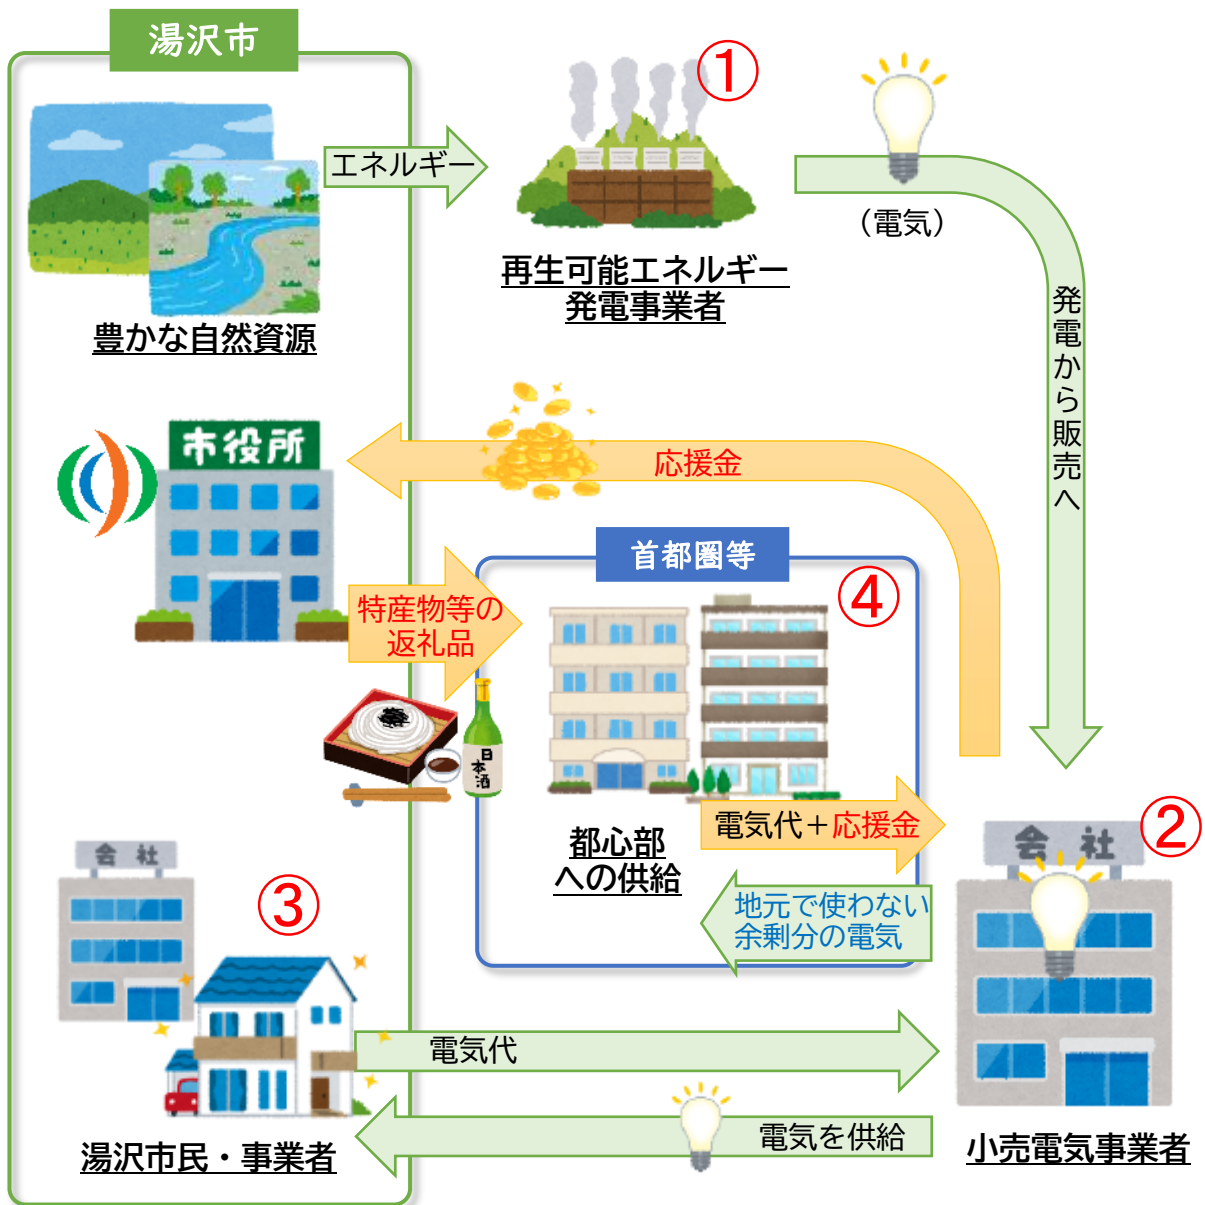 湯沢市
①
エネルギー
（電気）
再生可能エネルギー
発電事業者
豊かな自然資源
発電から販売へ
市役所
応援金
首都圏等
④
特産物等の
返礼品
日本酒
電気代＋応援金
②
都心部
への供給
会社
会社
③
地元で使わない
余剰分の電気
電気代
電気を供給
湯沢市民・事業者
小売電気事業者